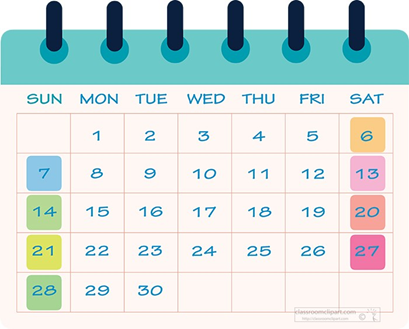 SUN MON TUE WED THU FRI SAT
1 2 3 4 5 6
7 8 9 10 11 12 13
14 15 16 17 18 19 20
21 22 23 24 25 26 27
28 29 30
classroomclipart.com